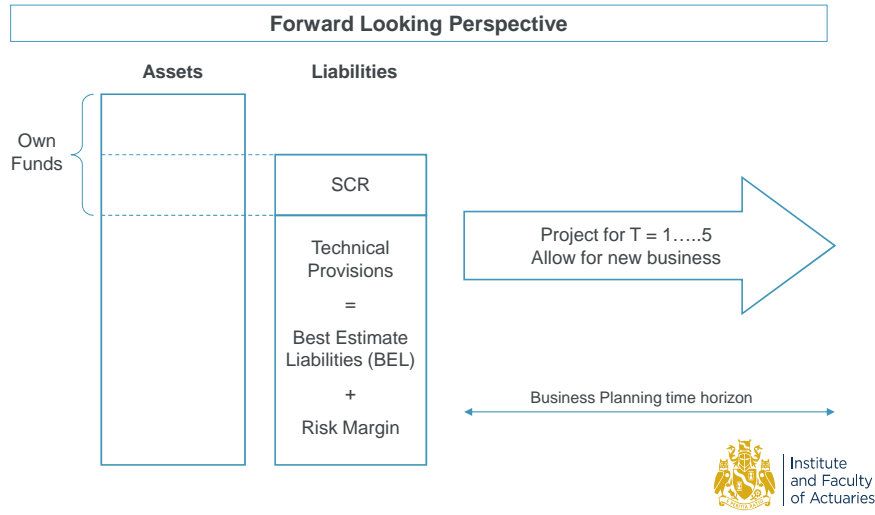 Forward Looking Perspective
Assets
Liabilities
Own
Funds
SCR
Technical
Provisions
=
Best Estimate
Liabilities (BEL)
+
Risk Margin
Project for T = 1…..5
Allow for new business
Business Planning time horizon
Institute
and Faculty
of Actuaries